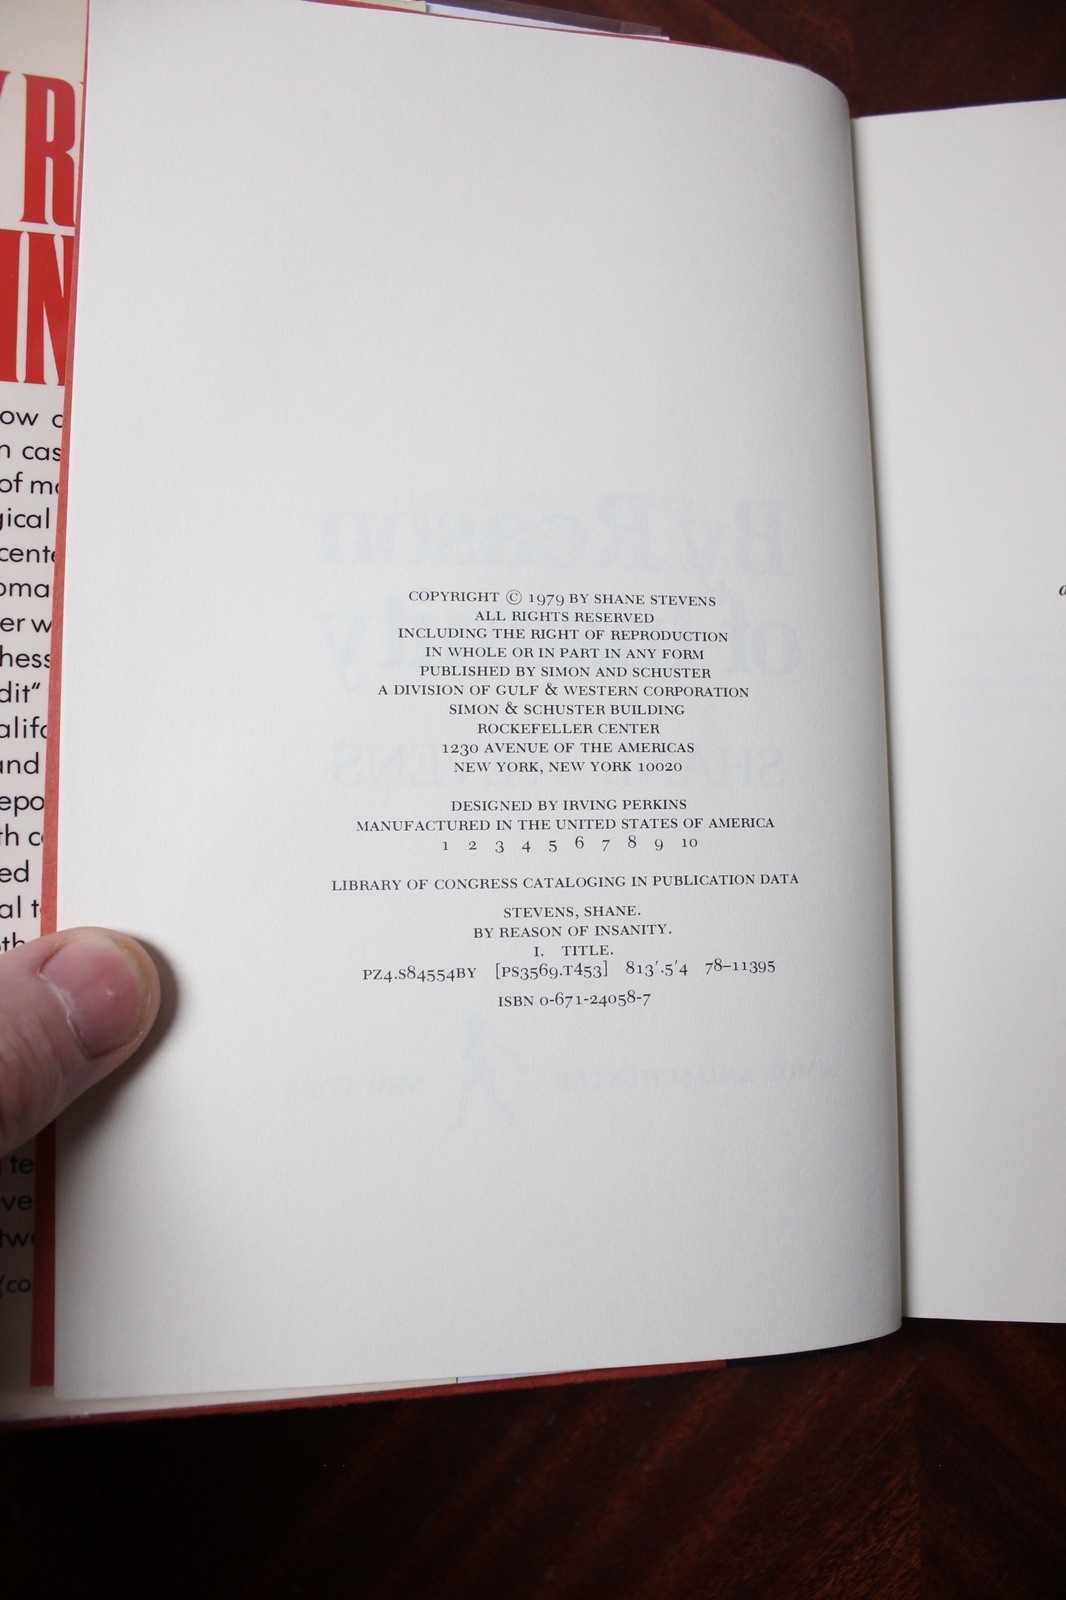 R
IN
ow
cas
of
COPYRIGHT © 1979 BY SHANE STEVENS
ALL RIGHTS RESERVED
INCLUDING THE RIGHT OF REPRODUCTION
IN WHOLE OR IN PART IN ANY FORM
PUBLISHED BY SIMON AND SCHUSTER
A DIVISION OF GULF & WESTERN CORPORATION
SIMON & SCHUSTER BUILDING
ROCKEFELLER CENTER
1230 AVENUE OF THE AMERICAS
NEW YORK, NEW YORK 10020
DESIGNED BY IRVING PERKINS
MANUFACTURED IN THE UNITED STATES OF AMERICA
1 2 3 4 5 6 7 8 9 10
LIBRARY OF CONGRESS CATALOGING IN PUBLICATION DATA
STEVENS, SHANE.
BY REASON OF INSANITY.
I. TITLE.
PZ4.S84554BY [PS3569.T453] 813'.5'4 78-11395
ISBN 0-671-24058-7